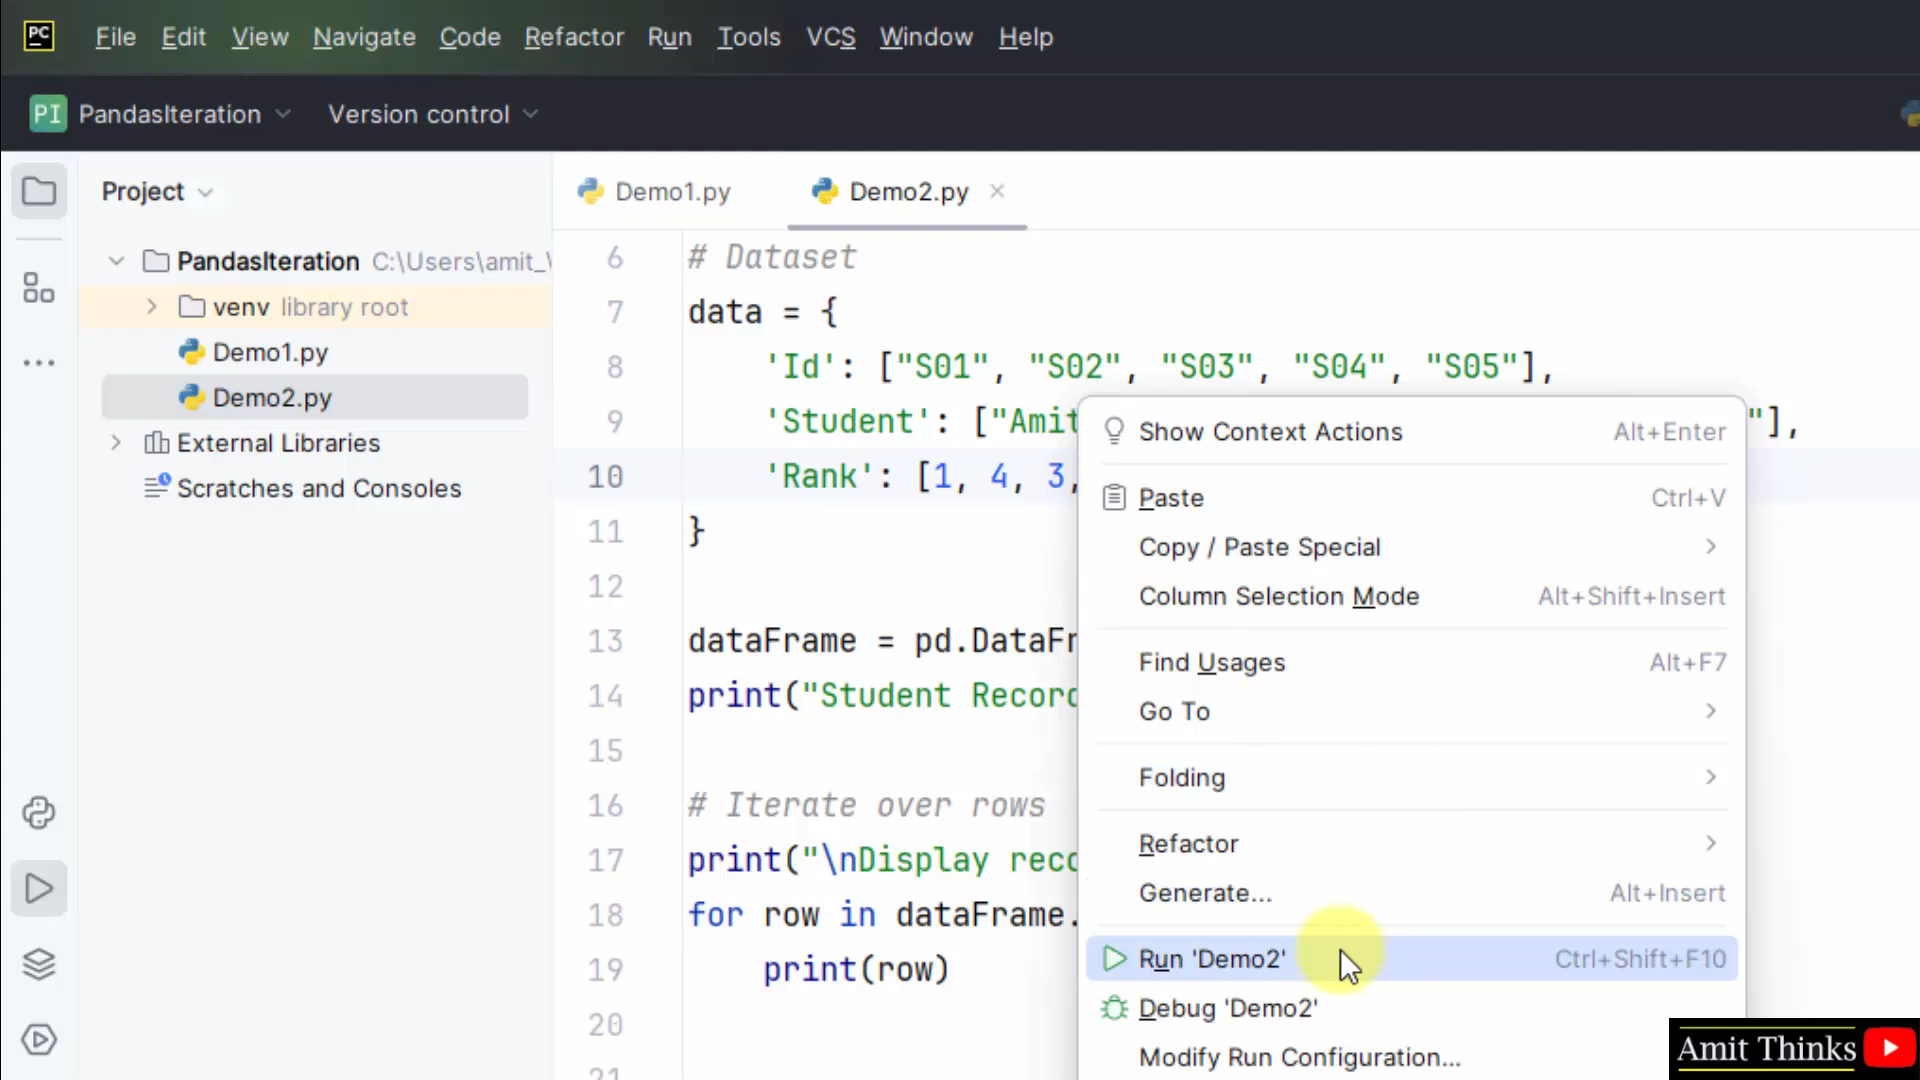 PC File Edit View Navigate Code Refactor Run Tools VCS Window Help
PI PandasIteration Version control
Project
Demo1.py Demo2.py
PandasIteration C:\Users\amit_
venv library root
Demo1.py
Demo2.py
External Libraries
Scratches and Consoles
6 # Dataset
7 data = {
8 'Id': ["S01", "S02", "S03", "S04", "S05"],
9 'Student': ["Amit "],
10 'Rank': [1, 4, 3,
11 }
12
13 dataFrame = pd.DataFr
14 print("Student Record
15
16 # Iterate over rows
17 print("\nDisplay reco
18 for row in dataFrame.
19 print(row)
20
21
Show Context Actions Alt+Enter
Paste Ctrl+V
Copy / Paste Special
Column Selection Mode Alt+Shift+Insert
Find Usages Alt+F7
Go To
Folding
Refactor
Generate... Alt+Insert
Run 'Demo2' Ctrl+Shift+F10
Debug 'Demo2'
Modify Run Configuration...
Amit Thinks